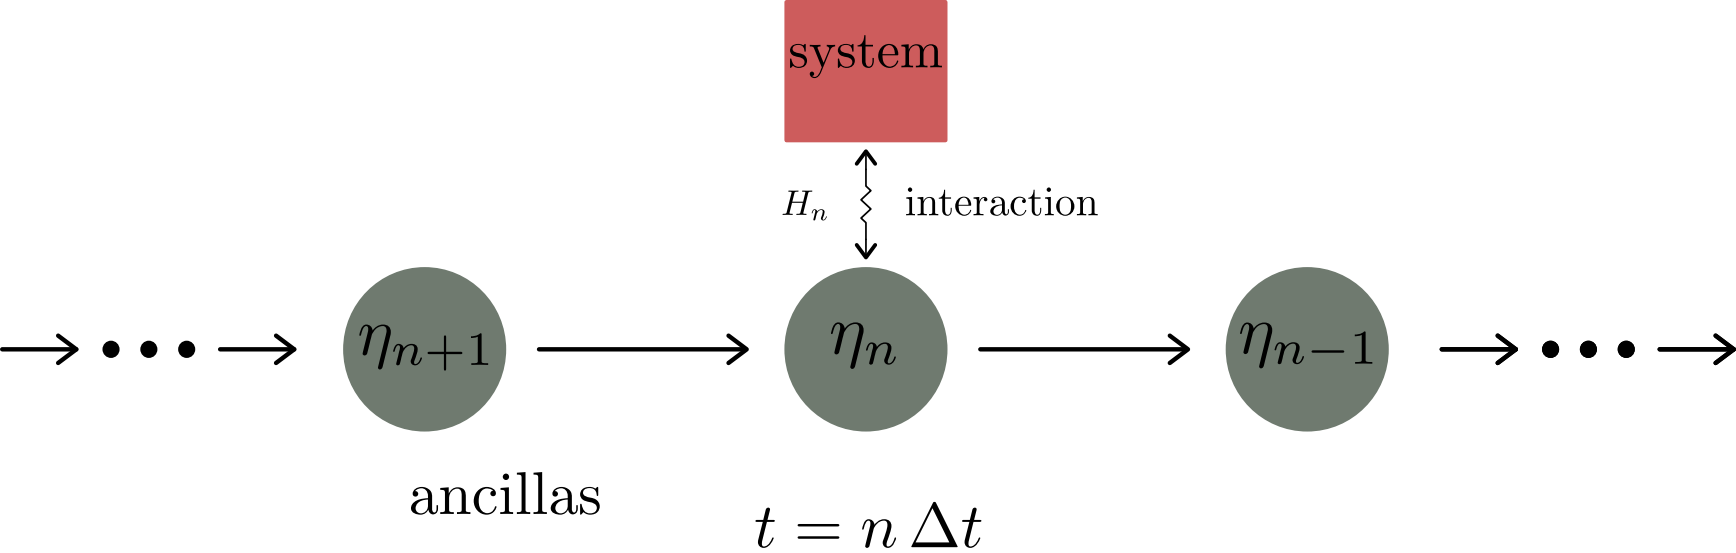 system
H_n interaction
η_{n+1} η_n η_{n−1}
ancillas
t = n Δt